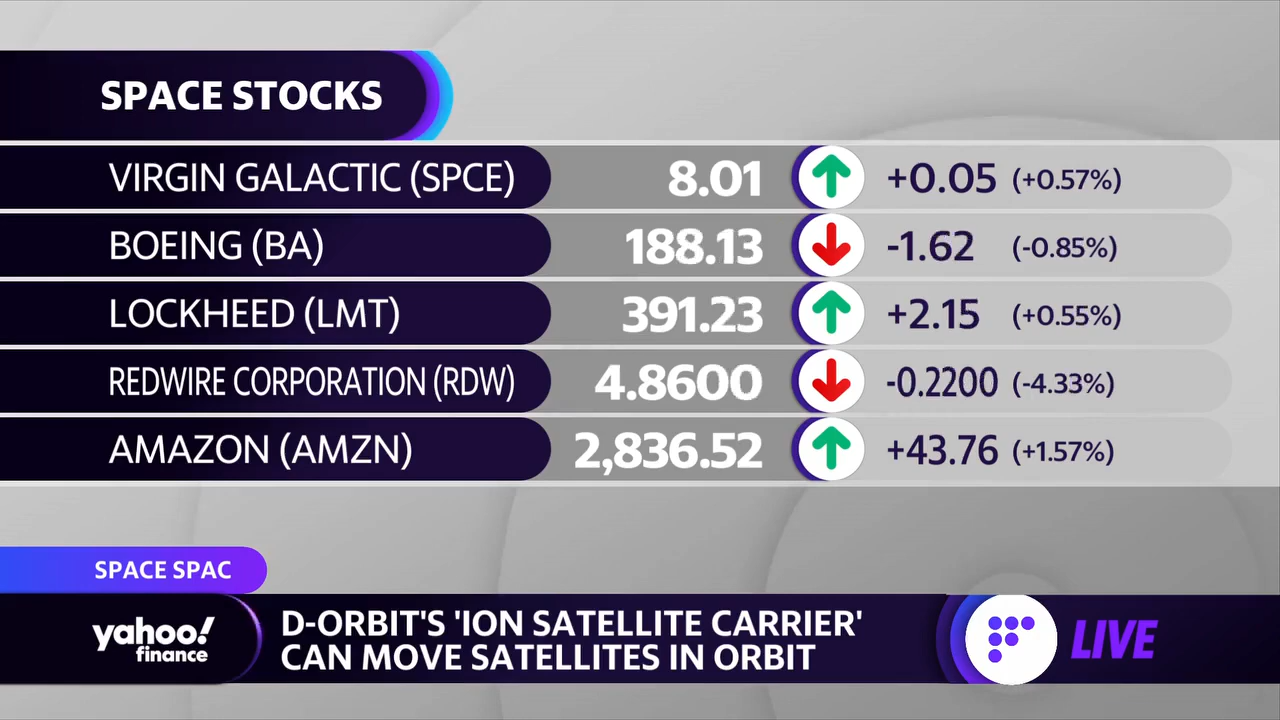 SPACE STOCKS
VIRGIN GALACTIC (SPCE) 8.01 +0.05 (+0.57%)
BOEING (BA) 188.13 -1.62 (-0.85%)
LOCKHEED (LMT) 391.23 +2.15 (+0.55%)
REDWIRE CORPORATION (RDW) 4.8600 -0.2200 (-4.33%)
AMAZON (AMZN) 2,836.52 +43.76 (+1.57%)
SPACE SPAC
yahoo!
finance
D-ORBIT'S 'ION SATELLITE CARRIER'
CAN MOVE SATELLITES IN ORBIT
LIVE